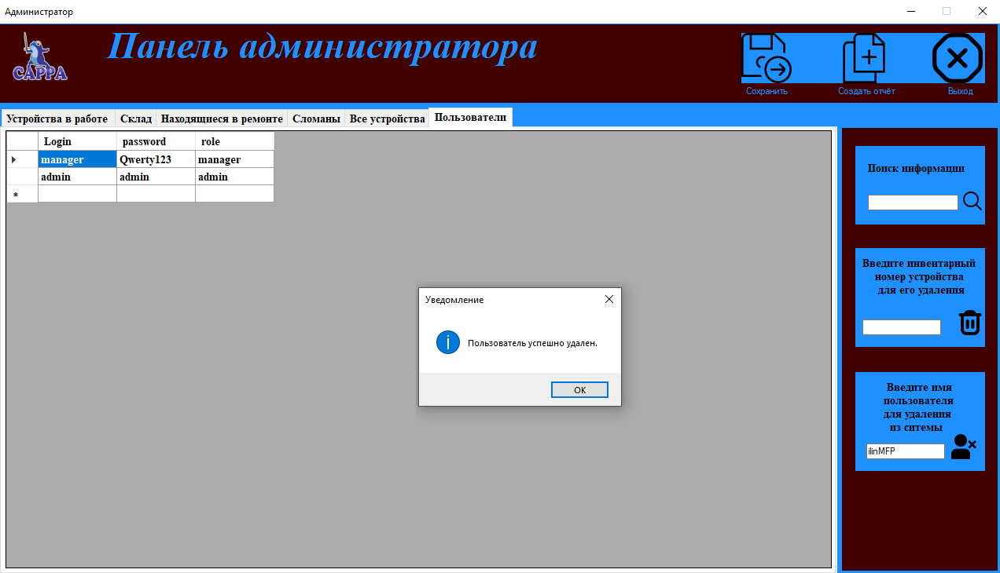 Администратор
CAPPA
Панель администратора
Сохранить
Создать отчёт
Выход
Устройства в работе
Склад
Находящиеся в ремонте
Сломаны
Все устройства
Пользователи
Login password role
manager Qwerty123 manager
admin admin admin
Уведомление
Пользователь успешно удален.
OK
Поиск информации
Введите инвентарный
номер устройства
для его удаления
Введите имя
пользователя
для удаления
из ситемы
ilinMFP